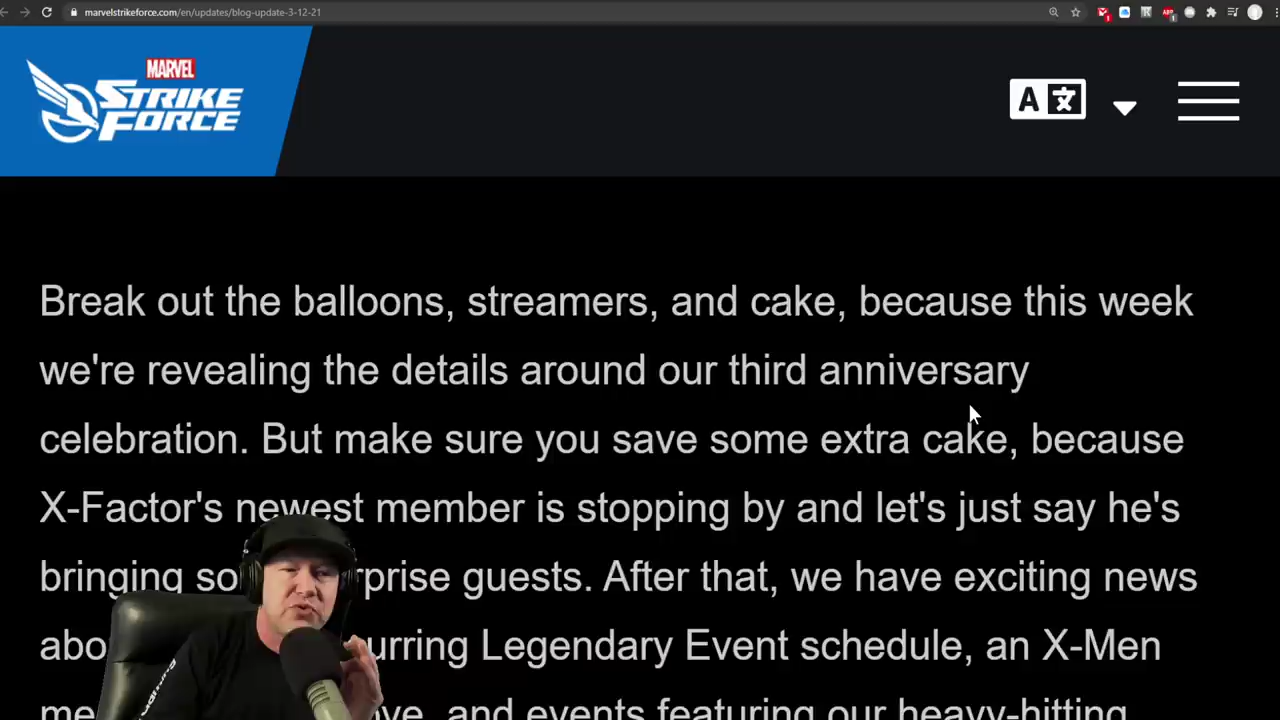 marvelstrikeforce.com/en/updates/blog-update-3-12-21
MARVEL
STRIKE
FORCE
A 文
Break out the balloons, streamers, and cake, because this week
we're revealing the details around our third anniversary
celebration. But make sure you save some extra cake, because
X-Factor's newest member is stopping by and let's just say he's
bringing so rprise guests. After that, we have exciting news
abo urring Legendary Event schedule, an X-Men
me ve, and events featuring our heavy-hitting